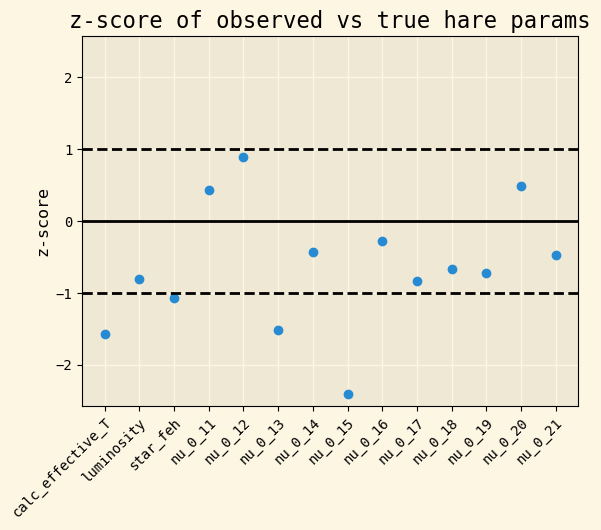 z-score of observed vs true hare params
z-score
2
1
0
−1
−2
calc_effective_T
luminosity
star_feh
nu_0_11
nu_0_12
nu_0_13
nu_0_14
nu_0_15
nu_0_16
nu_0_17
nu_0_18
nu_0_19
nu_0_20
nu_0_21